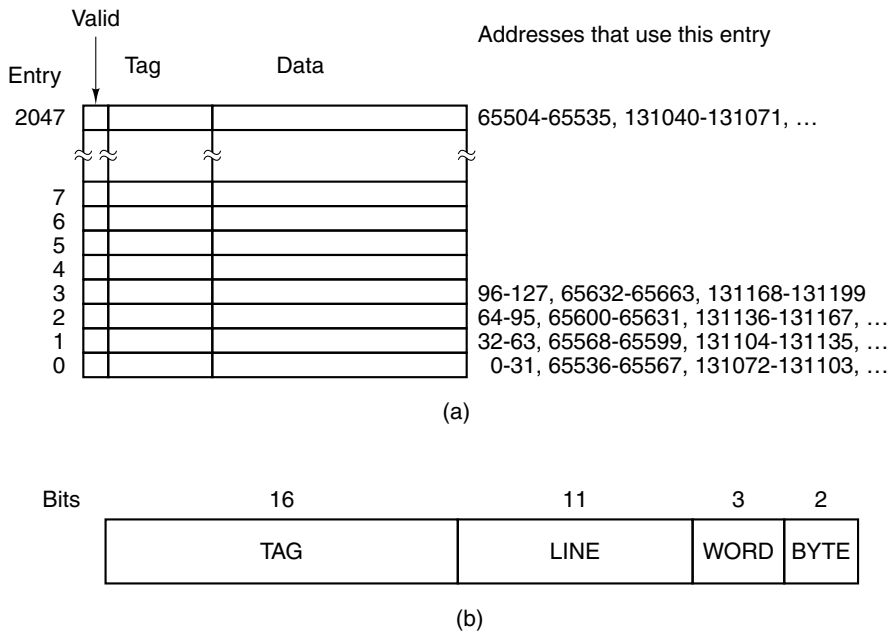 Valid
Addresses that use this entry
Entry Tag Data
2047 65504-65535, 131040-131071, …
7
6
5
4
3 96-127, 65632-65663, 131168-131199
2 64-95, 65600-65631, 131136-131167, …
1 32-63, 65568-65599, 131104-131135, …
0 0-31, 65536-65567, 131072-131103, …
(a)
Bits 16 11 3 2
TAG LINE WORD BYTE
(b)